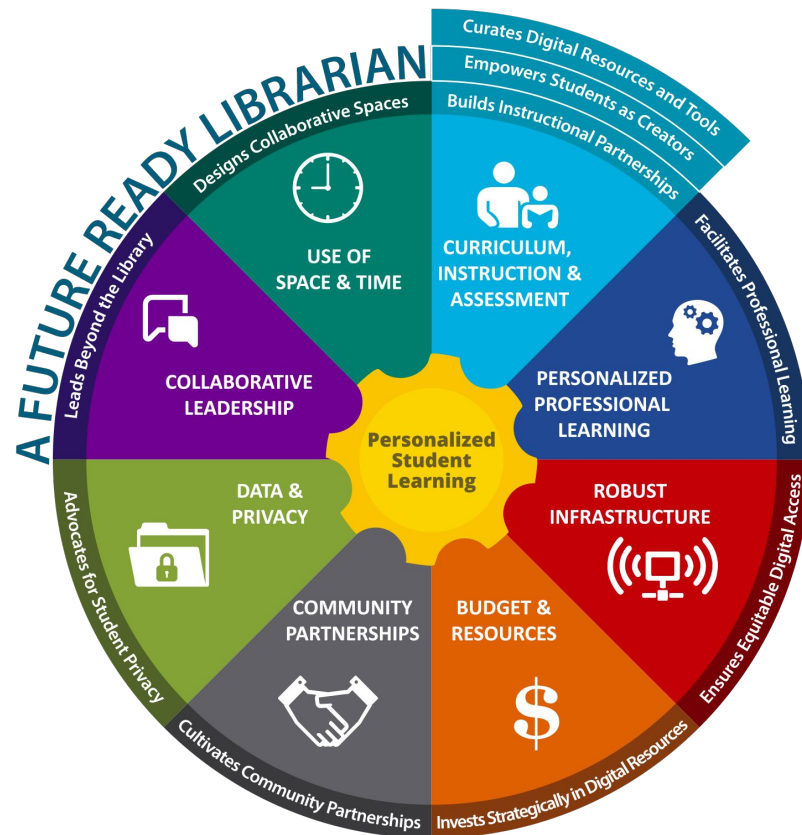 A FUTURE READY LIBRARIAN
Curates Digital Resources and Tools
Empowers Students as Creators
Builds Instructional Partnerships
CURRICULUM,
INSTRUCTION &
ASSESSMENT
Facilitates Professional Learning
PERSONALIZED
PROFESSIONAL
LEARNING
Ensures Equitable Digital Access
ROBUST
INFRASTRUCTURE
Invests Strategically in Digital Resources
BUDGET &
RESOURCES
$
Cultivates Community Partnerships
COMMUNITY
PARTNERSHIPS
Advocates for Student Privacy
DATA &
PRIVACY
Leads Beyond the Library
COLLABORATIVE
LEADERSHIP
Designs Collaborative Spaces
USE OF
SPACE & TIME
Personalized
Student
Learning